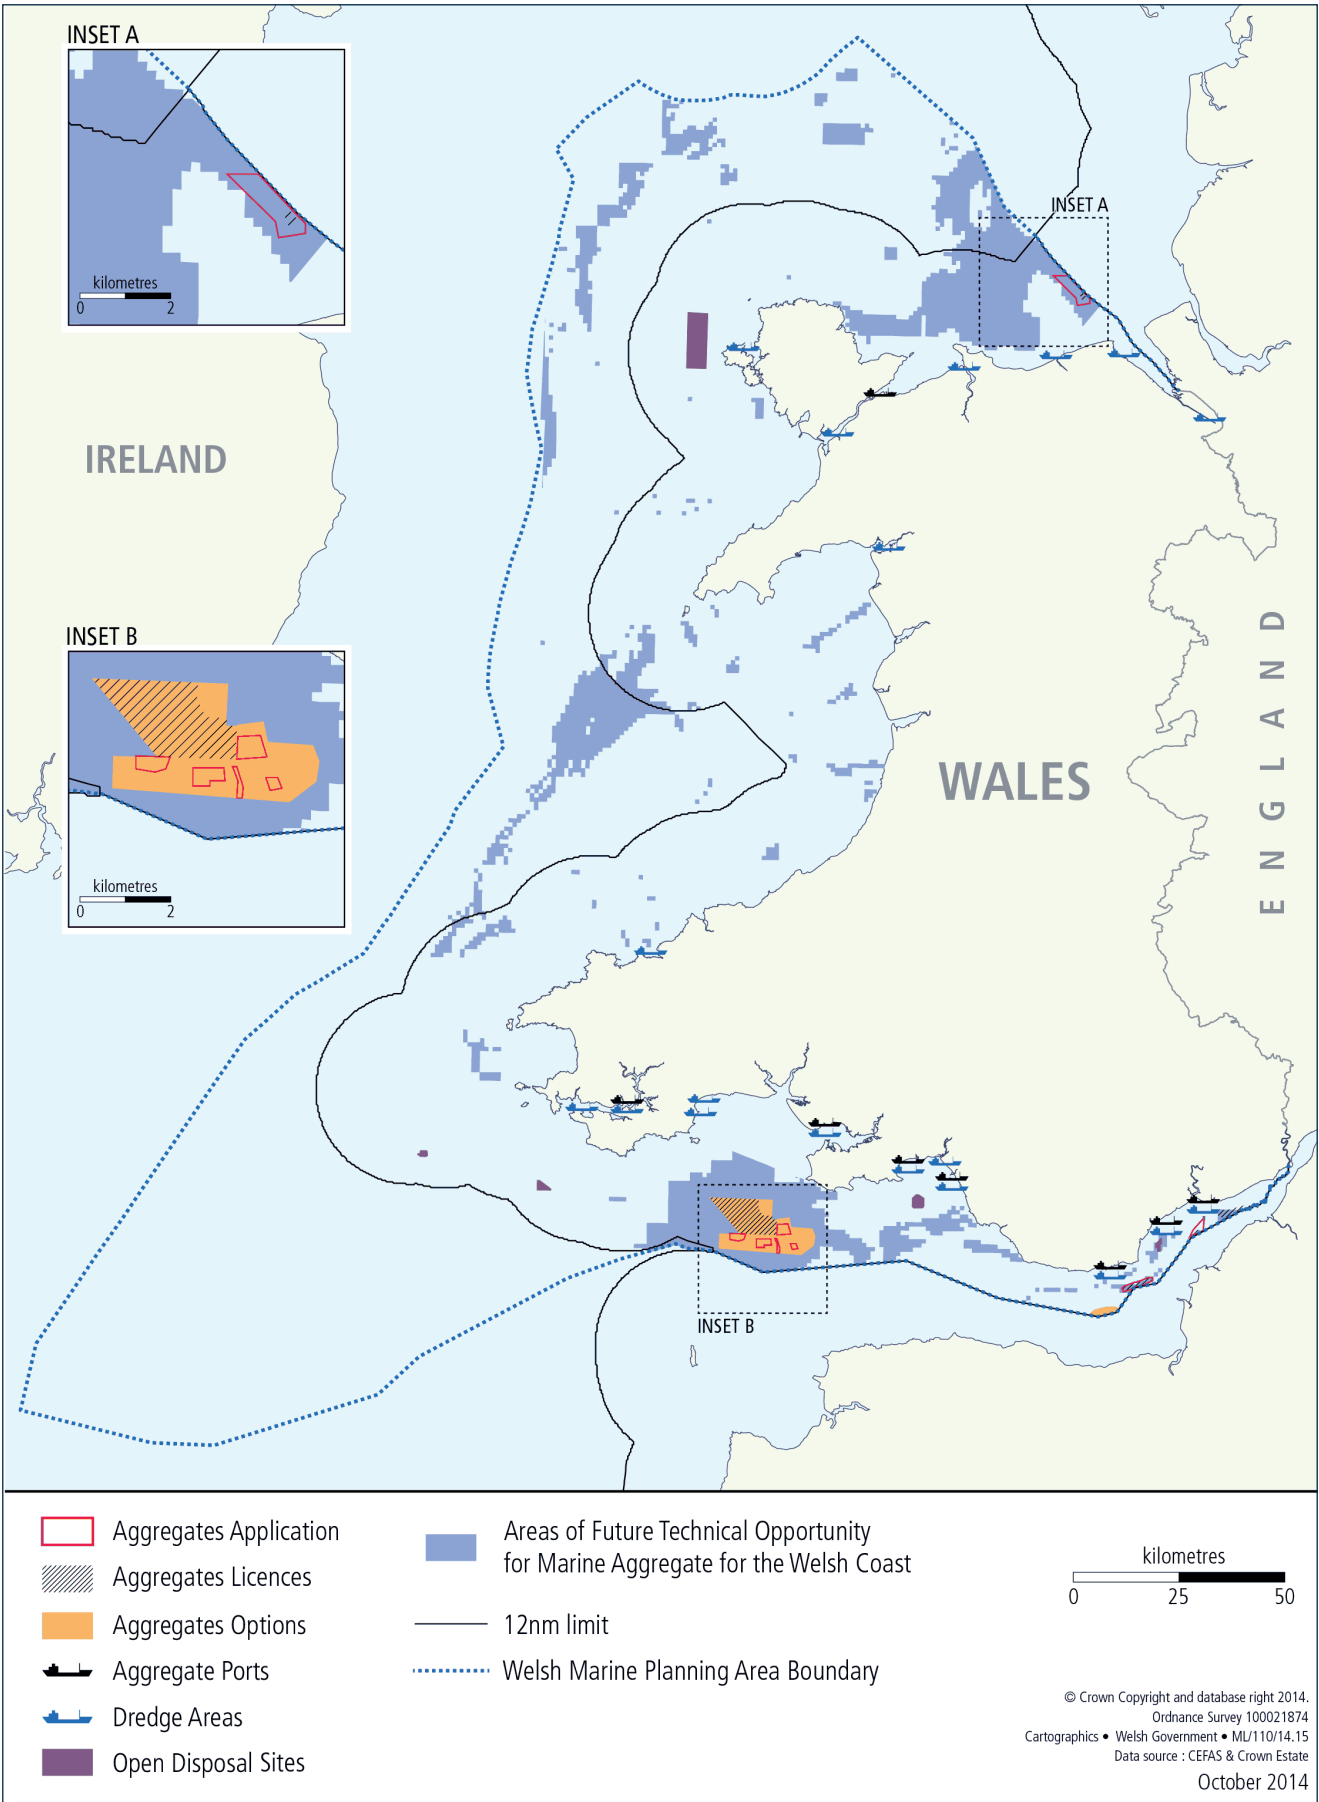 INSET A
kilometres
0 2
INSET A
IRELAND
INSET B
kilometres
0 2
WALES
ENGLAND
INSET B
Aggregates Application
Aggregates Licences
Aggregates Options
Aggregate Ports
Dredge Areas
Open Disposal Sites
Areas of Future Technical Opportunity
for Marine Aggregate for the Welsh Coast
12nm limit
Welsh Marine Planning Area Boundary
kilometres
0 25 50
© Crown Copyright and database right 2014.
Ordnance Survey 100021874
Cartographics • Welsh Government • ML/110/14.15
Data source : CEFAS & Crown Estate
October 2014